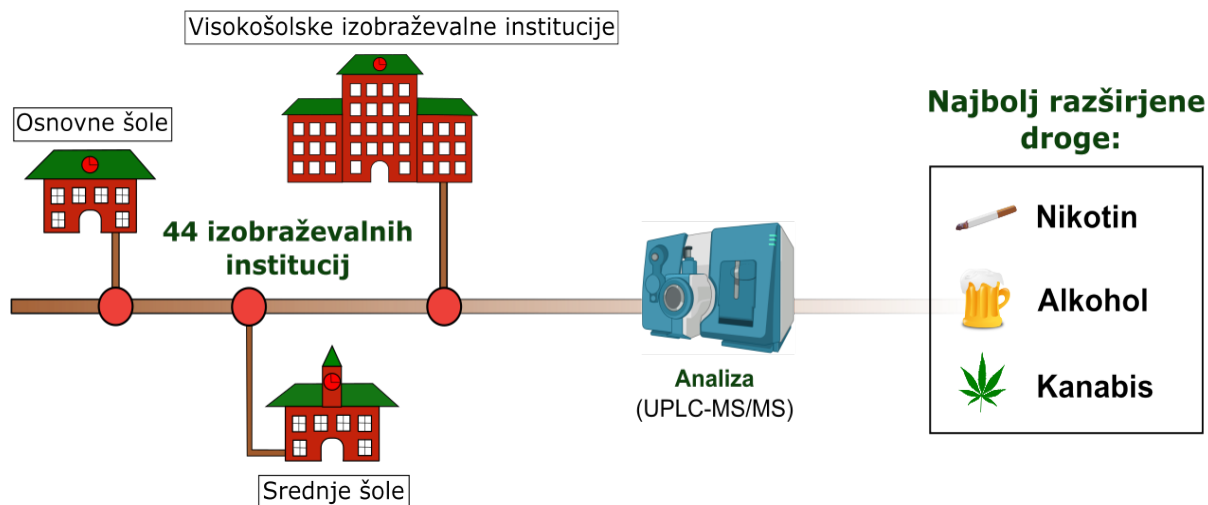 Visokošolske izobraževalne institucije
Osnovne šole
44 izobraževalnih
institucij
Srednje šole
Analiza
(UPLC-MS/MS)
Najbolj razširjene
droge:
Nikotin
Alkohol
Kanabis